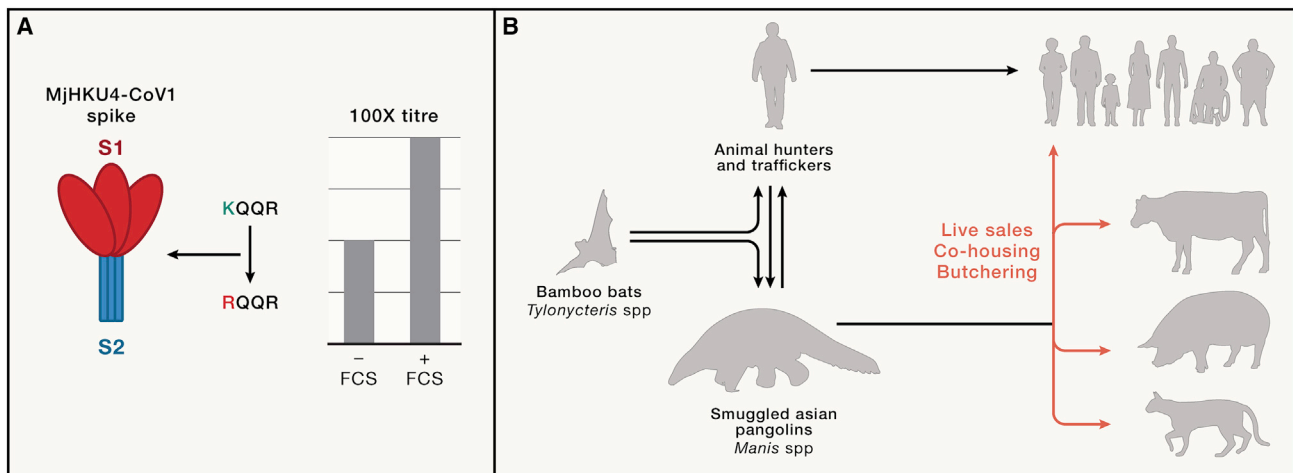 A
MjHKU4-CoV1
spike
S1
S2
KQQR
RQQR
100X titre
–
FCS
+
FCS
B
Animal hunters
and traffickers
Bamboo bats
Tylonycteris spp
Smuggled asian
pangolins
Manis spp
Live sales
Co-housing
Butchering